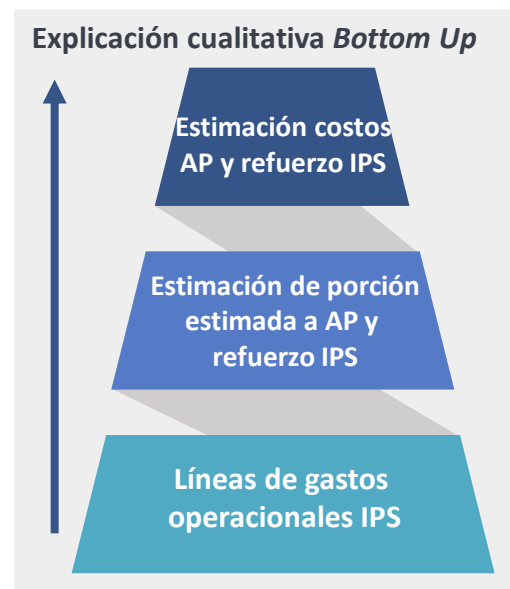 Explicación cualitativa Bottom Up
Estimación costos
AP y refuerzo IPS
Estimación de porción
estimada a AP y
refuerzo IPS
Líneas de gastos
operacionales IPS